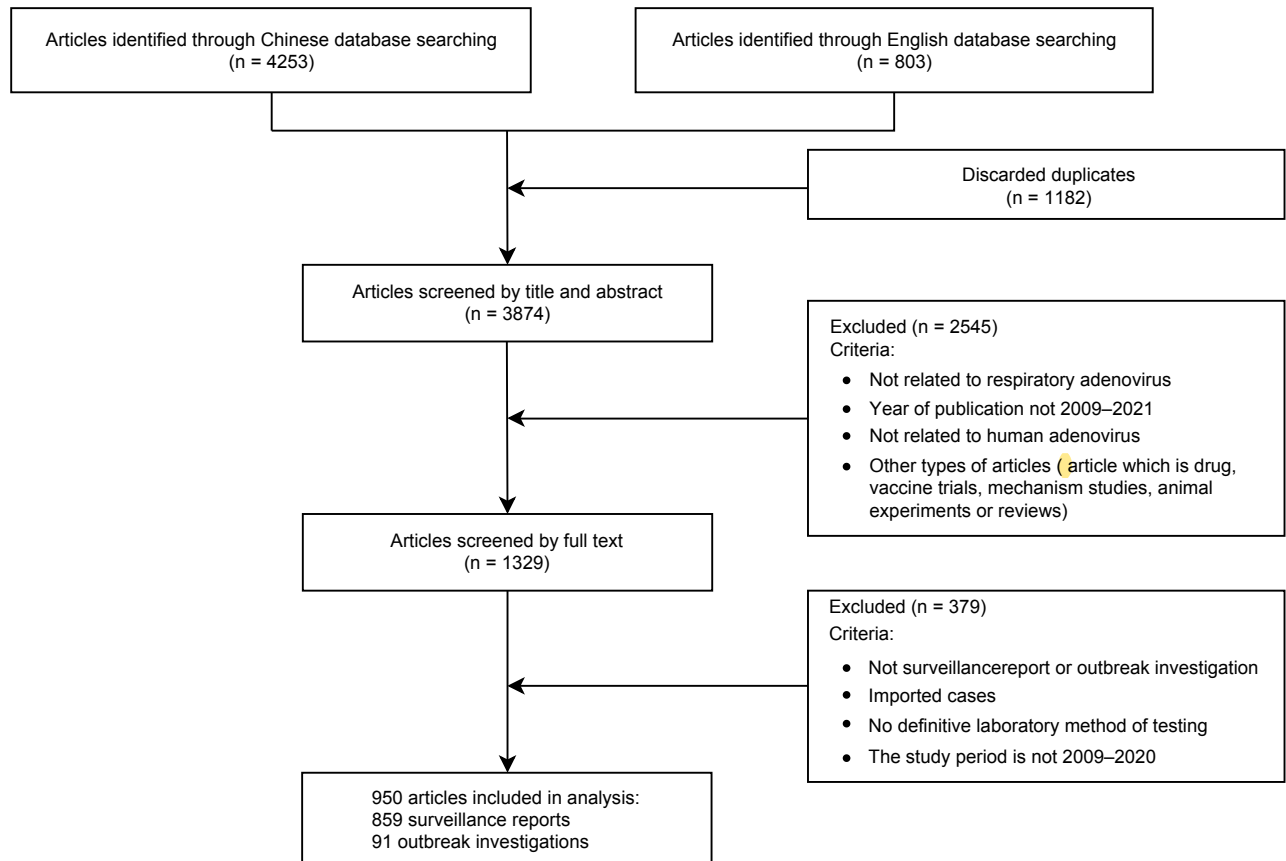 Articles identified through Chinese database searching
(n = 4253)
Articles identified through English database searching
(n = 803)
Discarded duplicates
(n = 1182)
Articles screened by title and abstract
(n = 3874)
Excluded (n = 2545)
Criteria:
• Not related to respiratory adenovirus
• Year of publication not 2009–2021
• Not related to human adenovirus
• Other types of articles ( article which is drug,
vaccine trials, mechanism studies, animal
experiments or reviews)
Articles screened by full text
(n = 1329)
Excluded (n = 379)
Criteria:
• Not surveillancereport or outbreak investigation
• Imported cases
• No definitive laboratory method of testing
• The study period is not 2009–2020
950 articles included in analysis:
859 surveillance reports
91 outbreak investigations